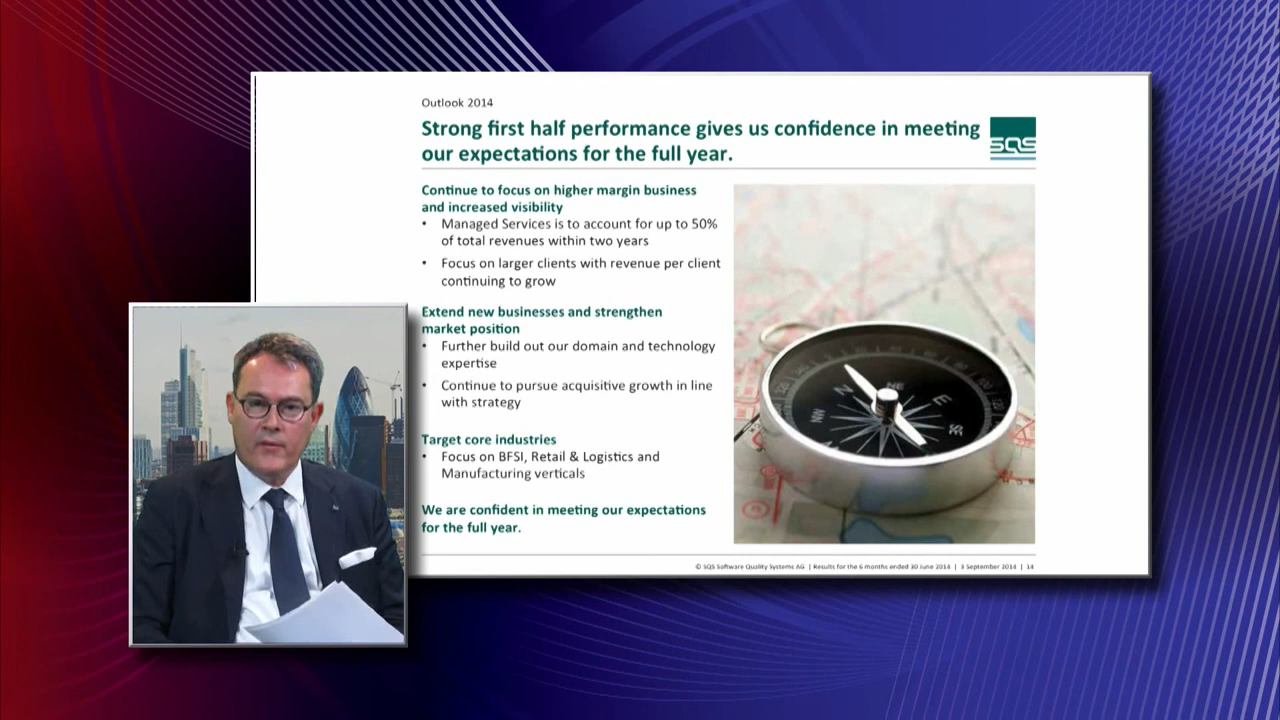 Outlook 2014
Strong first half performance gives us confidence in meeting
our expectations for the full year.
SQS
Continue to focus on higher margin business
and increased visibility
• Managed Services is to account for up to 50%
of total revenues within two years
• Focus on larger clients with revenue per client
continuing to grow
Extend new businesses and strengthen
market position
• Further build out our domain and technology
expertise
• Continue to pursue acquisitive growth in line
with strategy
Target core industries
• Focus on BFSI, Retail & Logistics and
Manufacturing verticals
We are confident in meeting our expectations
for the full year.
N
NE
E
SE
NW
© SQS Software Quality Systems AG | Results for the 6 months ended 30 June 2014 | 3 September 2014 | 14